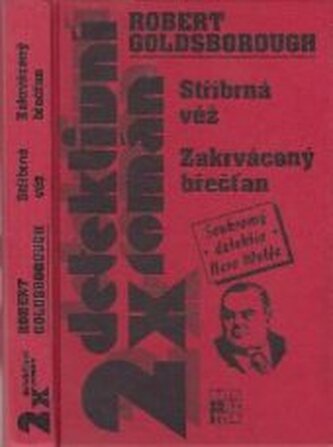 ROBERT
GOLDSBOROUGH
Stříbrná
věž
Zakrvácený
břečťan
2x detektivní
román
Soukromý
detektiv
Nero Wolfe
ROBERT
GOLDSBOROUGH
Stříbrná
věž
Zakrvácený
břečťan
2x